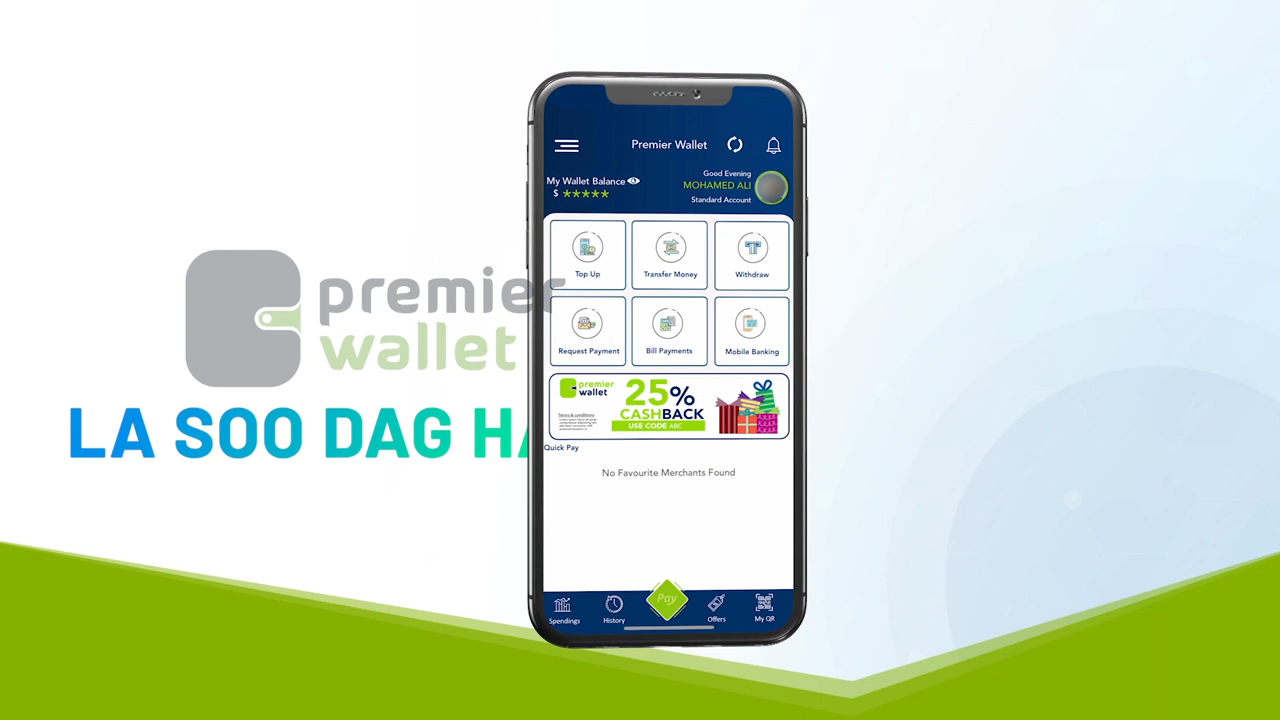 premier
wallet
LA SOO DAG HA
Premier Wallet
My Wallet Balance
$ *****
Good Evening
MOHAMED ALI
Standard Account
Top Up
Transfer Money
Withdraw
Request Payment
Bill Payments
Mobile Banking
premier
wallet
Terms & conditions
25%
CASHBACK
USE CODE ABC
Quick Pay
No Favourite Merchants Found
Spendings
History
Pay
Offers
My QR